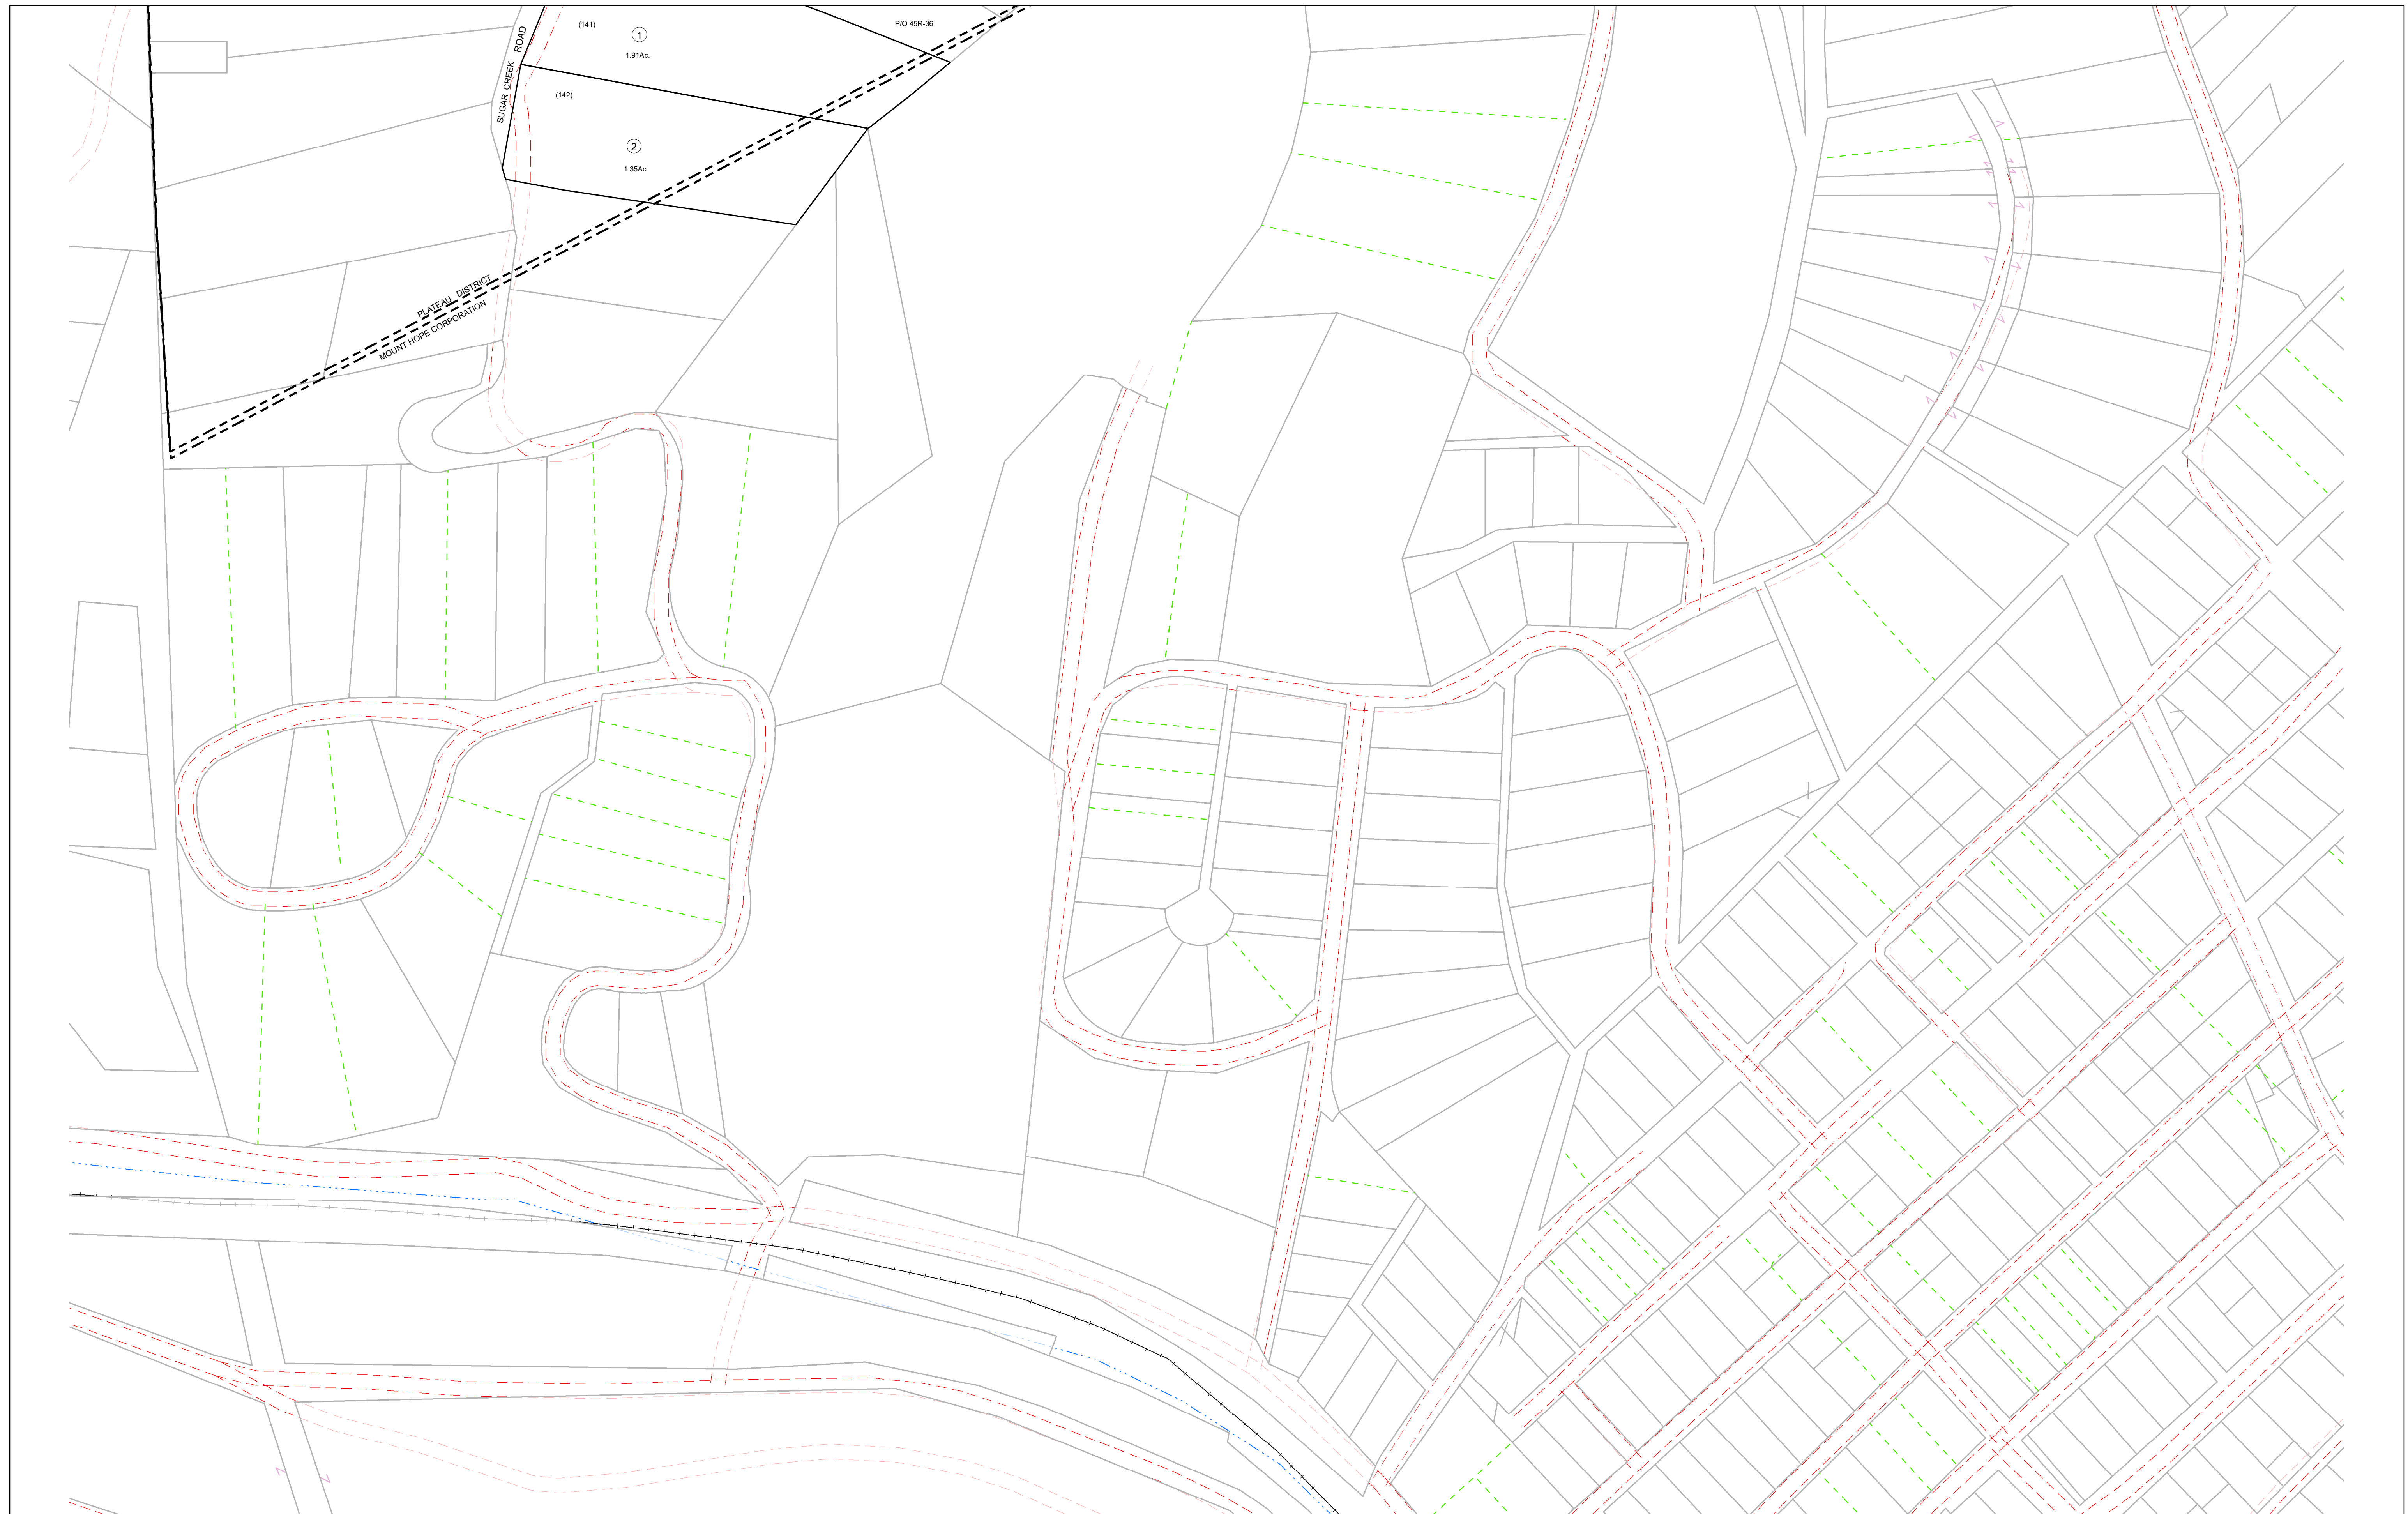 P/O 45R-36
(141)
1
1.91Ac.
SUGAR CREEK ROAD
(142)
2
1.35Ac.
PLATEAU DISTRICT
MOUNT HOPE CORPORATION